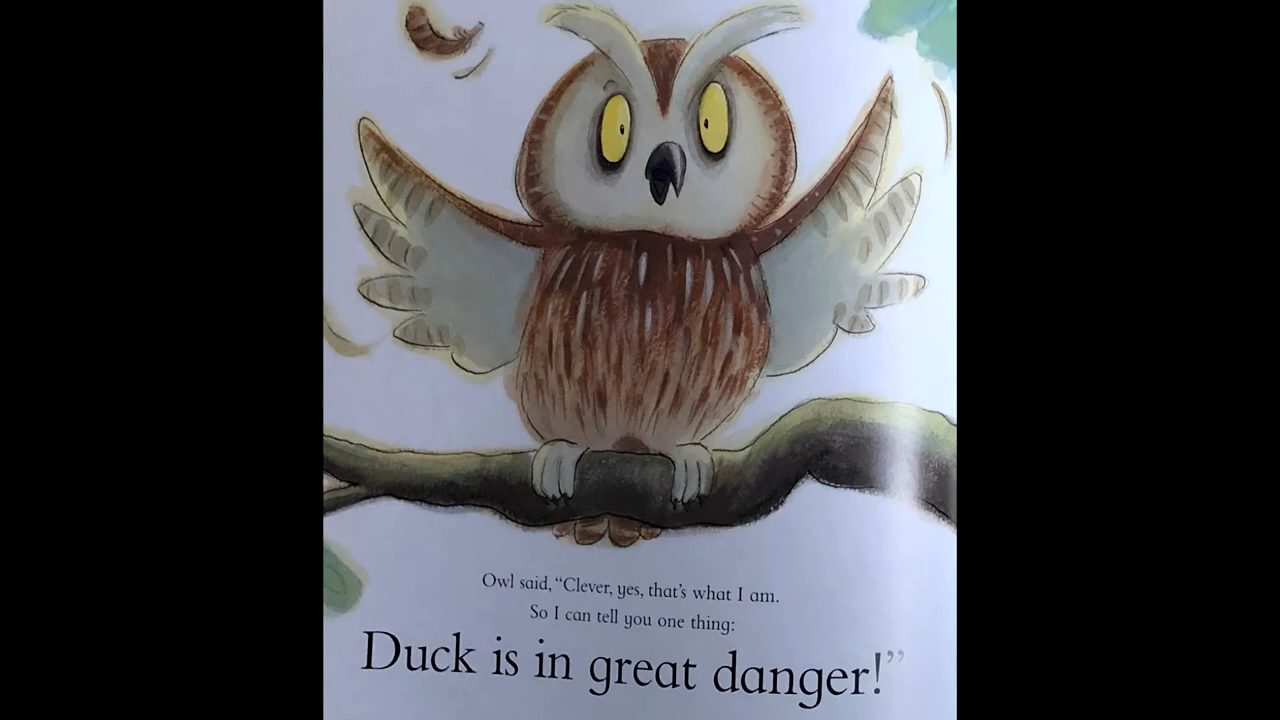 Owl said, “Clever, yes, that’s what I am.
So I can tell you one thing:
Duck is in great danger!”